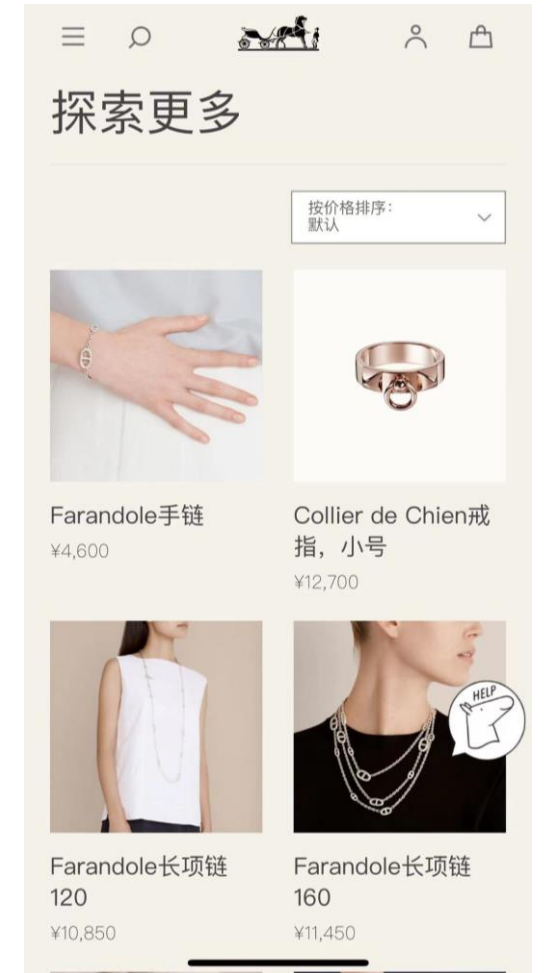 探索更多
按价格排序：
默认
Farandole手链
¥4,600
Collier de Chien戒
指，小号
¥12,700
HELP
Farandole长项链
120
¥10,850
Farandole长项链
160
¥11,450